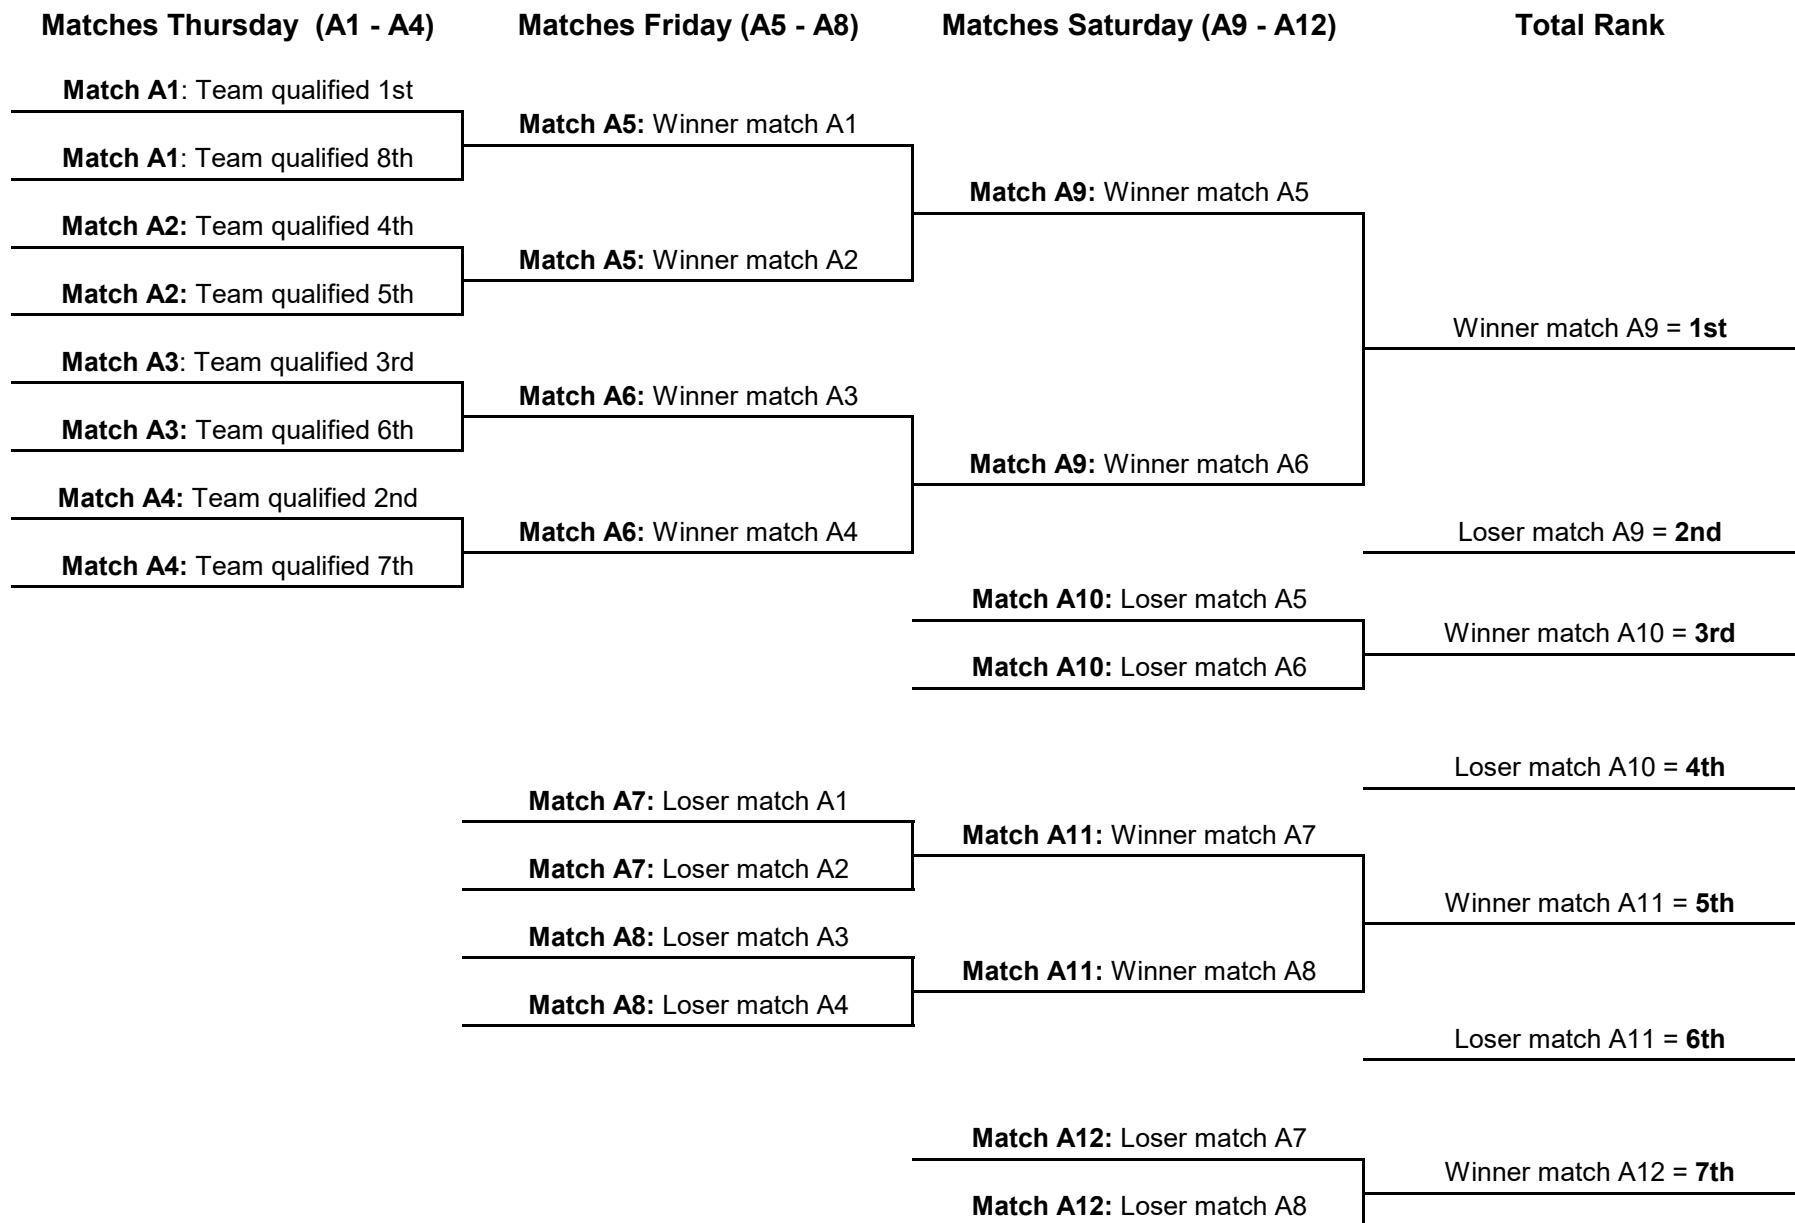 Matches Thursday (A1 - A4)
Matches Friday (A5 - A8)
Matches Saturday (A9 - A12)
Total Rank
Match A1: Team qualified 1st
Match A1: Team qualified 8th
Match A2: Team qualified 4th
Match A2: Team qualified 5th
Match A3: Team qualified 3rd
Match A3: Team qualified 6th
Match A4: Team qualified 2nd
Match A4: Team qualified 7th
Match A5: Winner match A1
Match A5: Winner match A2
Match A6: Winner match A3
Match A6: Winner match A4
Match A7: Loser match A1
Match A7: Loser match A2
Match A8: Loser match A3
Match A8: Loser match A4
Match A9: Winner match A5
Match A9: Winner match A6
Match A10: Loser match A5
Match A10: Loser match A6
Match A11: Winner match A7
Match A11: Winner match A8
Match A12: Loser match A7
Match A12: Loser match A8
Winner match A9 = 1st
Loser match A9 = 2nd
Winner match A10 = 3rd
Loser match A10 = 4th
Winner match A11 = 5th
Loser match A11 = 6th
Winner match A12 = 7th